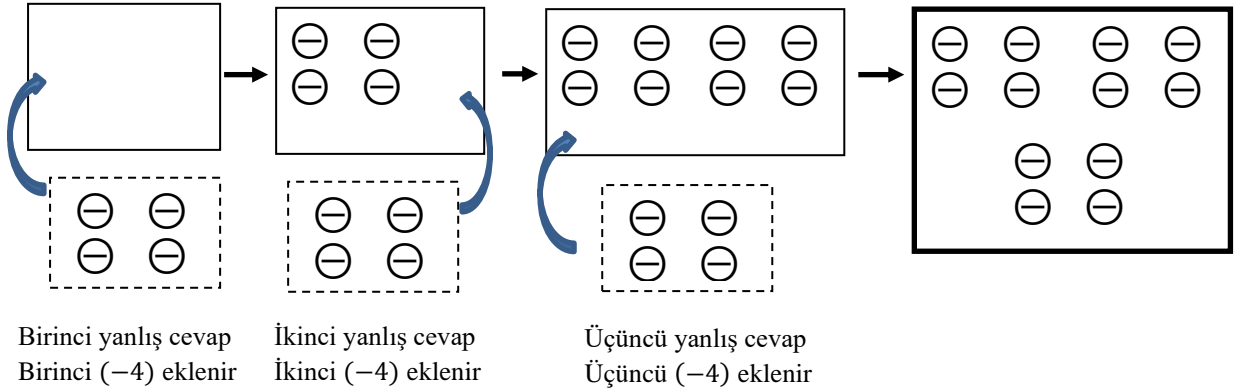 Birinci yanlış cevap
Birinci (−4) eklenir
İkinci yanlış cevap
İkinci (−4) eklenir
Üçüncü yanlış cevap
Üçüncü (−4) eklenir